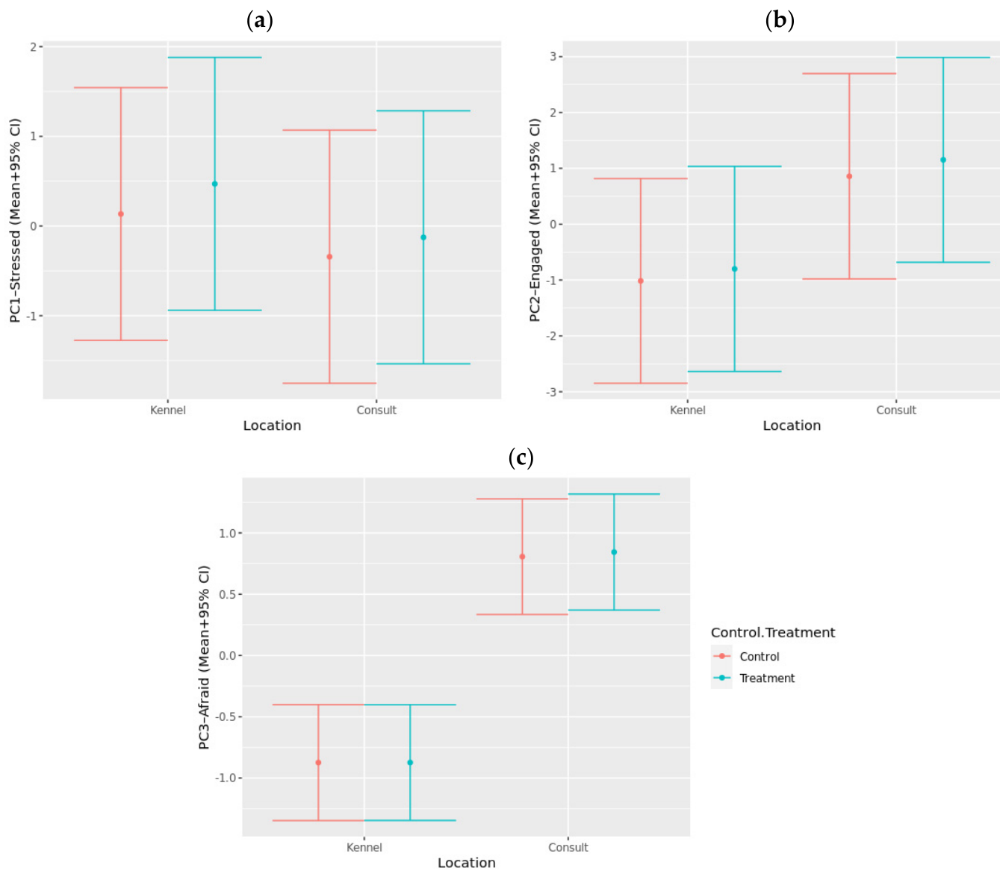 (a)
PC1–Stressed (Mean+95% CI)
2
1
0
-1
Kennel
Consult
Location
(b)
PC2–Engaged (Mean+95% CI)
3
2
1
0
-1
-2
-3
Kennel
Consult
Location
(c)
PC3–Afraid (Mean+95% CI)
1.0
0.5
0.0
-0.5
-1.0
Kennel
Consult
Location
Control.Treatment
Control
Treatment